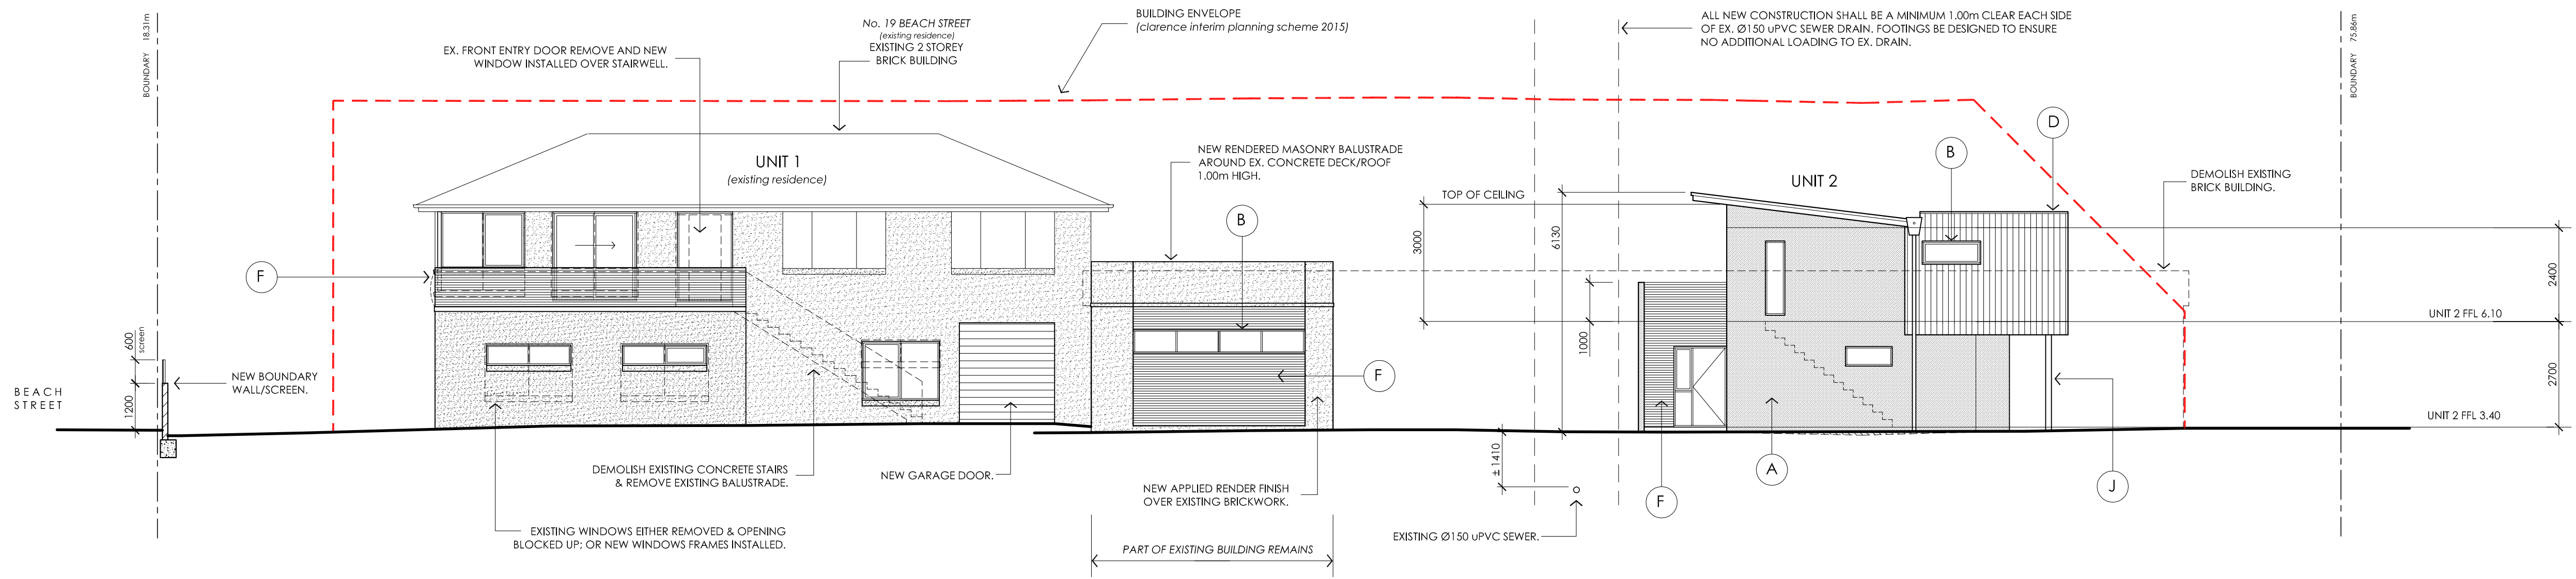 BOUNDARY 18.31m
EX. FRONT ENTRY DOOR REMOVE AND NEW
WINDOW INSTALLED OVER STAIRWELL.
No. 19 BEACH STREET
(existing residence)
EXISTING 2 STOREY
BRICK BUILDING
BUILDING ENVELOPE
(clarence interim planning scheme 2015)
ALL NEW CONSTRUCTION SHALL BE A MINIMUM 1.00m CLEAR EACH SIDE
OF EX. Ø150 uPVC SEWER DRAIN. FOOTINGS BE DESIGNED TO ENSURE
NO ADDITIONAL LOADING TO EX. DRAIN.
BOUNDARY 75.86m
UNIT 1
(existing residence)
NEW RENDERED MASONRY BALUSTRADE
AROUND EX. CONCRETE DECK/ROOF
1.00m HIGH.
TOP OF CEILING
UNIT 2
D
B
DEMOLISH EXISTING
BRICK BUILDING.
B
F
3000
6130
2400
1000
UNIT 2 FFL 6.10
600
screen
1200
NEW BOUNDARY
WALL/SCREEN.
BEACH
STREET
F
2700
UNIT 2 FFL 3.40
DEMOLISH EXISTING CONCRETE STAIRS
& REMOVE EXISTING BALUSTRADE.
NEW GARAGE DOOR.
NEW APPLIED RENDER FINISH
OVER EXISTING BRICKWORK.
± 1410
F
A
J
EXISTING WINDOWS EITHER REMOVED & OPENING
BLOCKED UP; OR NEW WINDOWS FRAMES INSTALLED.
PART OF EXISTING BUILDING REMAINS
EXISTING Ø150 uPVC SEWER.